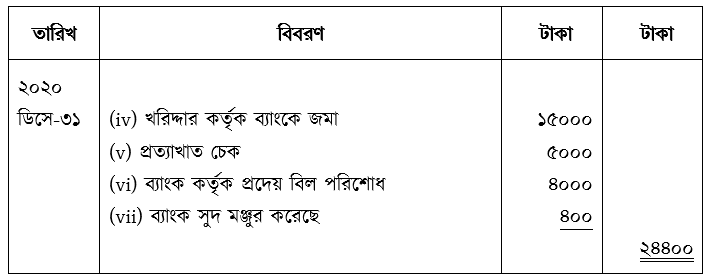 তারিখ বিবরণ টাকা টাকা
২০২০
ডিসে-৩১ (iv) খরিদ্দার কর্তৃক ব্যাংকে জমা ১৫০০০
(v) প্রত্যাখাত চেক ৫০০০
(vi) ব্যাংক কর্তৃক প্রদেয় বিল পরিশোধ ৪০০০
(vii) ব্যাংক সুদ মঞ্জুর করেছে ৪০০
২৪৪০০